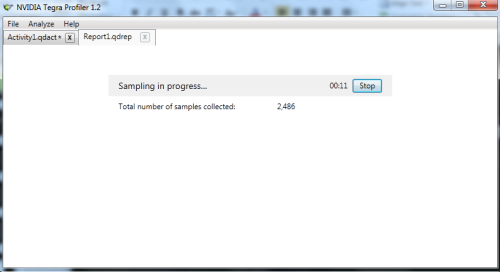 NVIDIA Tegra Profiler 1.2
File Analyze Help
Activity1.qdact* x Report1.qdrep x
Sampling in progress... 00:11 Stop
Total number of samples collected: 2,486